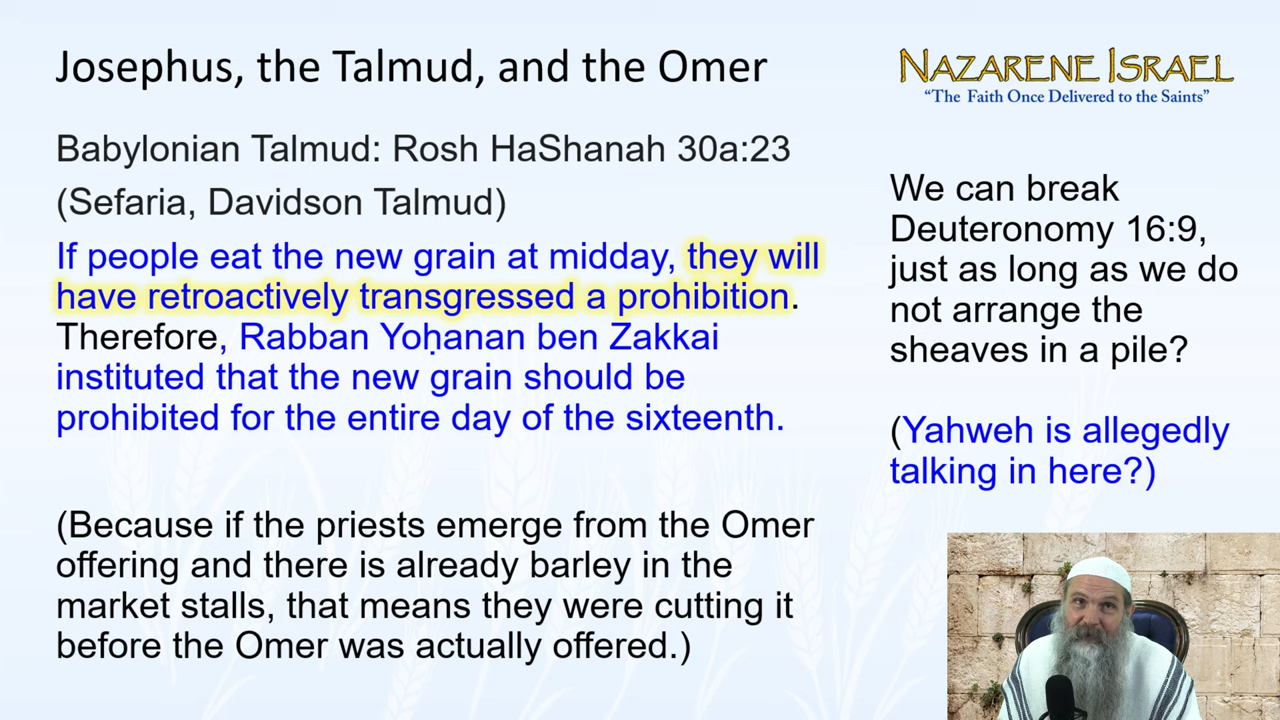 Josephus, the Talmud, and the Omer
NAZARENE ISRAEL
“The Faith Once Delivered to the Saints”
Babylonian Talmud: Rosh HaShanah 30a:23
(Sefaria, Davidson Talmud)
If people eat the new grain at midday, they will
have retroactively transgressed a prohibition.
Therefore, Rabban Yoḥanan ben Zakkai
instituted that the new grain should be
prohibited for the entire day of the sixteenth.
(Because if the priests emerge from the Omer
offering and there is already barley in the
market stalls, that means they were cutting it
before the Omer was actually offered.)
We can break
Deuteronomy 16:9,
just as long as we do
not arrange the
sheaves in a pile?
(Yahweh is allegedly
talking in here?)